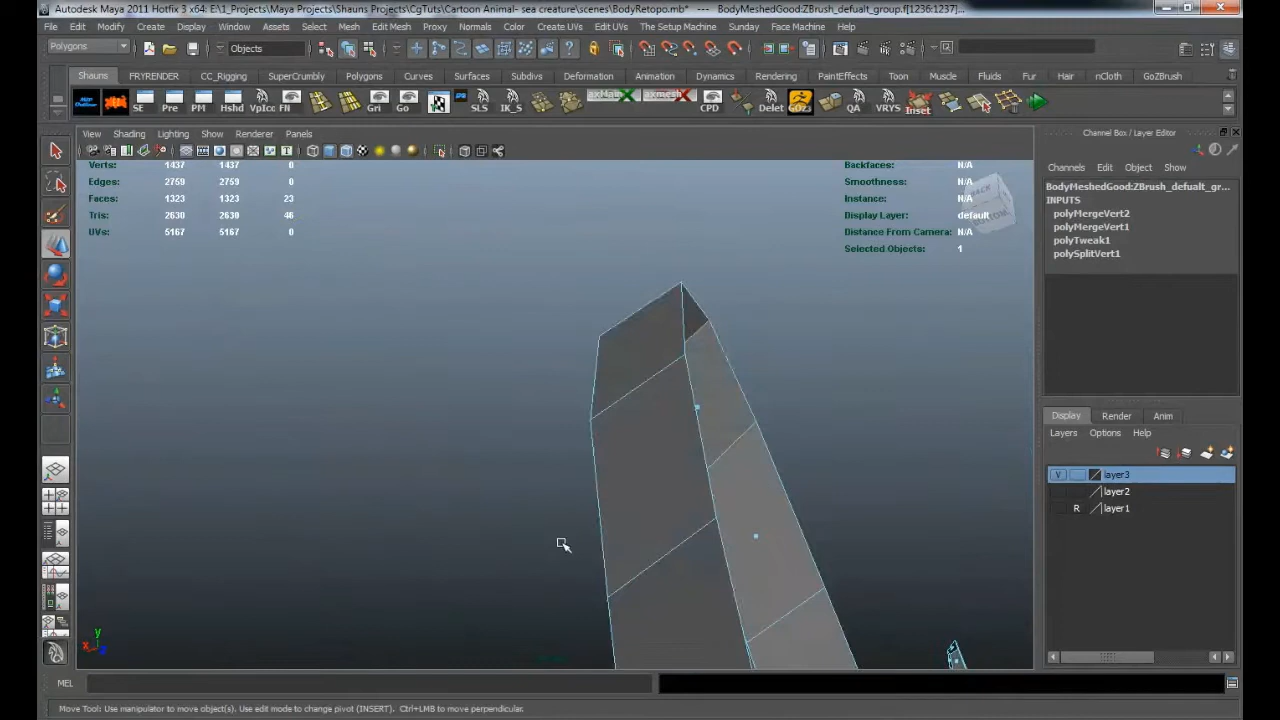 Autodesk Maya 2011 Hotfix 3 x64: E:\1_Projects\Maya Projects\Shauns Projects\CgTuts\Cartoon Animal- sea creature\scenes\BodyRetopo.mb* --- BodyMeshedGood:ZBrush_defualt_group.f[1236:1237]...
File Edit Modify Create Display Window Assets Select Mesh Edit Mesh Proxy Normals Color Create UVs Edit UVs The Setup Machine Sunday Face Machine Help
Polygons Objects
Shauns FRYRENDER CC_Rigging SuperCrumbly Polygons Curves Surfaces Subdivs Deformation Animation Dynamics Rendering PaintEffects Toon Muscle Fluids Fur Hair nCloth GoZBrush
SE Pre PM Hshd VpIcc Gri Go SLS IK_S axMain axmesh CPD Delet GOz3 QA VRYS Inset
View Shading Lighting Show Renderer Panels
Channel Box / Layer Editor
Channels Edit Object Show
Verts: 1437 1437 0
Edges: 2759 2759 0
Faces: 1323 1323 23
Tris: 2630 2630 46
UVs: 5167 5167 0
Backfaces: N/A
Smoothness: N/A
Instance: N/A
Display Layer: default
Distance From Camera: N/A
Selected Objects: 1
BACK
BodyMeshedGood:ZBrush_defualt_gr...
INPUTS
polyMergeVert2
polyMergeVert1
polyTweak1
polySplitVert1
Display Render Anim
Layers Options Help
V layer3
layer2
R layer1
y
x
z
MEL
Move Tool: Use manipulator to move object(s). Use edit mode to change pivot (INSERT). Ctrl+LMB to move perpendicular.